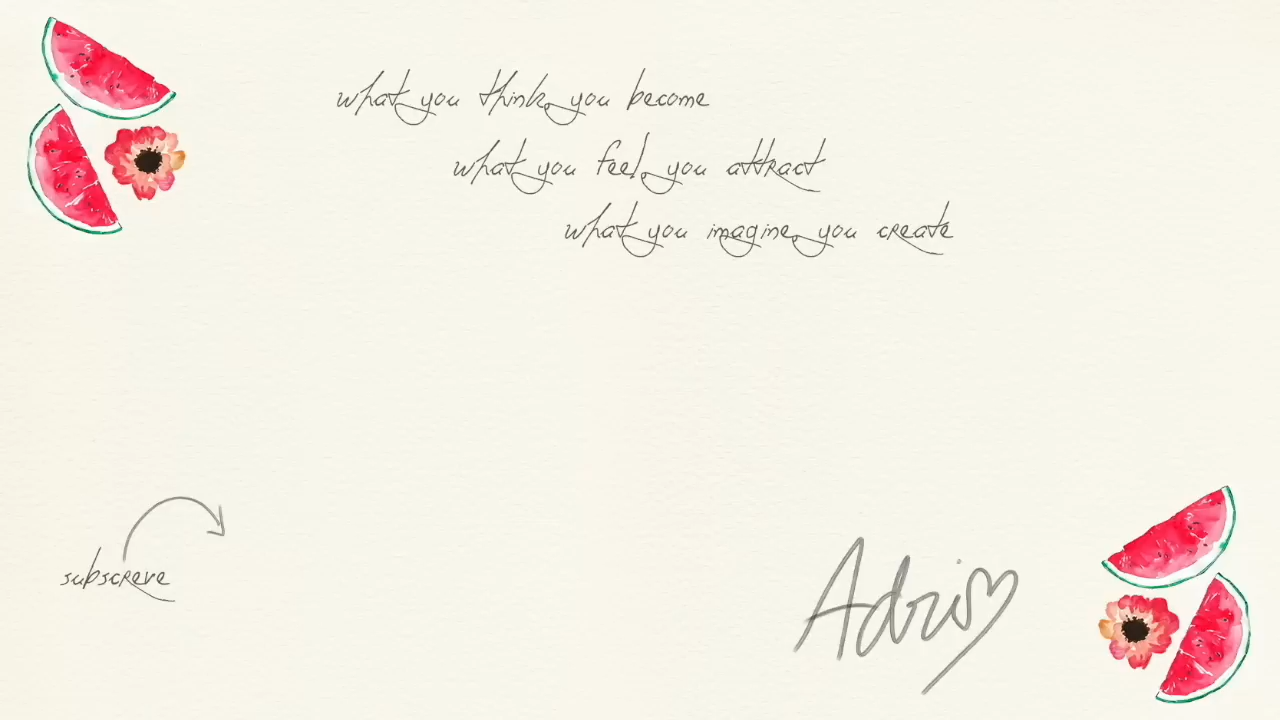 what you think, you become
what you feel, you attract
what you imagine, you create
subscreve
Adri